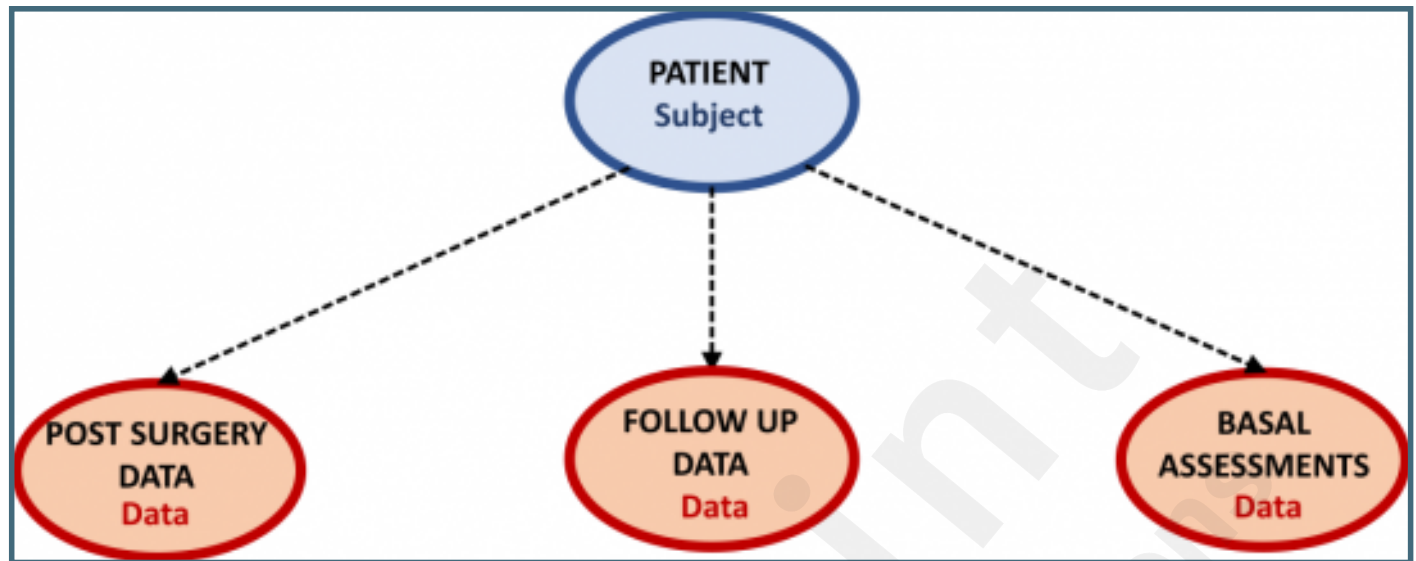 PATIENT
Subject
POST SURGERY
DATA
Data
FOLLOW UP
DATA
Data
BASAL
ASSESSMENTS
Data